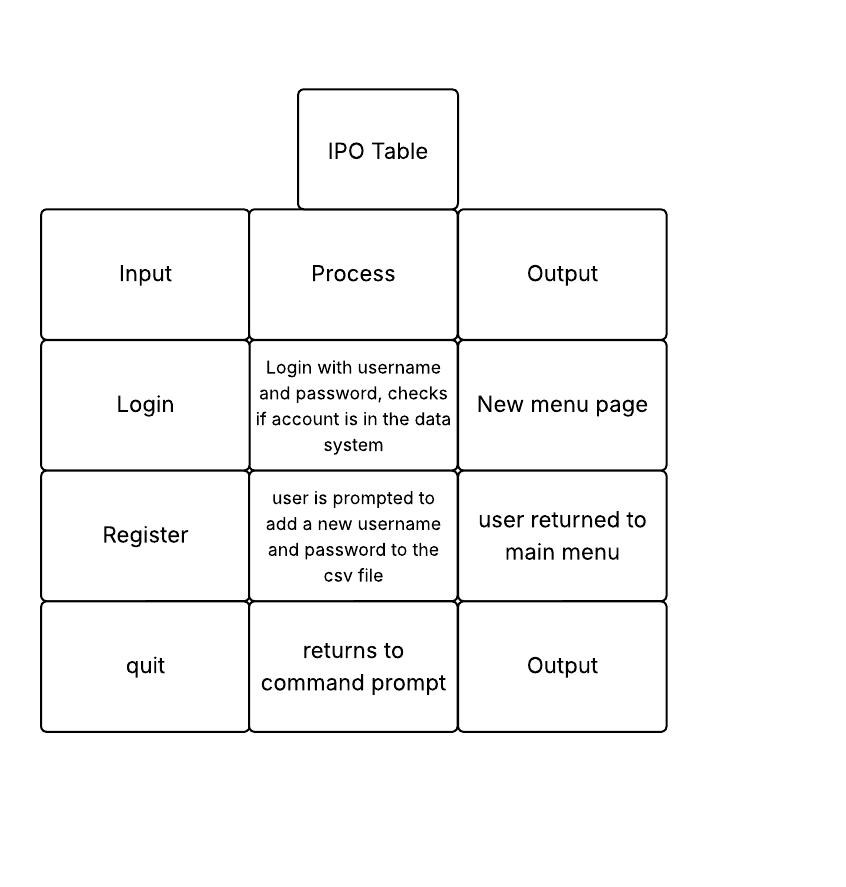 IPO Table
Input
Process
Output
Login
Login with username
and password, checks
if account is in the data
system
New menu page
Register
user is prompted to
add a new username
and password to the
csv file
user returned to
main menu
quit
returns to
command prompt
Output